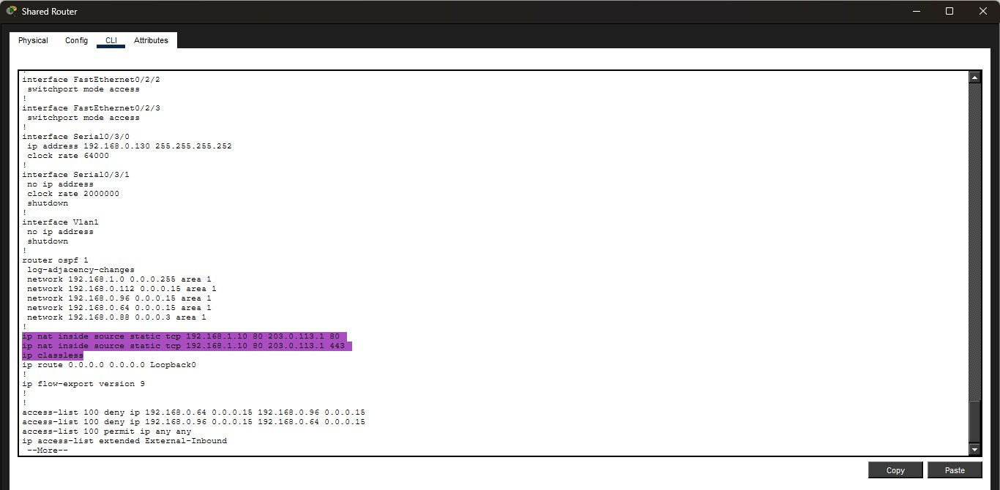 Shared Router
Physical Config CLI Attributes
!
interface FastEthernet0/2/2
switchport mode access
!
interface FastEthernet0/2/3
switchport mode access
!
interface Serial0/3/0
ip address 192.168.0.130 255.255.255.252
clock rate 64000
!
interface Serial0/3/1
no ip address
clock rate 2000000
shutdown
!
interface Vlan1
no ip address
shutdown
!
router ospf 1
log-adjacency-changes
network 192.168.1.0 0.0.0.255 area 1
network 192.168.0.112 0.0.0.15 area 1
network 192.168.0.96 0.0.0.15 area 1
network 192.168.0.64 0.0.0.15 area 1
network 192.168.0.88 0.0.0.3 area 1
!
ip nat inside source static tcp 192.168.1.10 80 203.0.113.1 80
ip nat inside source static tcp 192.168.1.10 80 203.0.113.1 443
ip classless
ip route 0.0.0.0 0.0.0.0 Loopback0
!
ip flow-export version 9
!
!
access-list 100 deny ip 192.168.0.64 0.0.0.15 192.168.0.96 0.0.0.15
access-list 100 deny ip 192.168.0.96 0.0.0.15 192.168.0.64 0.0.0.15
access-list 100 permit ip any any
ip access-list extended External-Inbound
--More--
Copy Paste